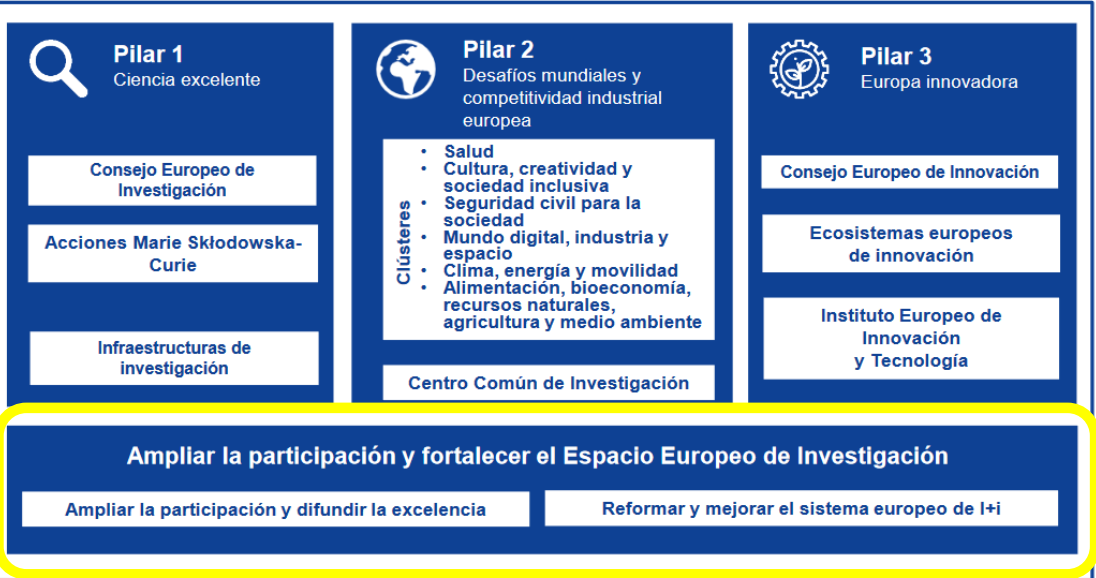 Pilar 1
Ciencia excelente
Consejo Europeo de
Investigación
Acciones Marie Skłodowska-
Curie
Infraestructuras de
investigación
Pilar 2
Desafíos mundiales y
competitividad industrial
europea
Clústeres
• Salud
• Cultura, creatividad y
sociedad inclusiva
• Seguridad civil para la
sociedad
• Mundo digital, industria y
espacio
• Clima, energía y movilidad
• Alimentación, bioeconomía,
recursos naturales,
agricultura y medio ambiente
Centro Común de Investigación
Pilar 3
Europa innovadora
Consejo Europeo de Innovación
Ecosistemas europeos
de innovación
Instituto Europeo de
Innovación
y Tecnología
Ampliar la participación y fortalecer el Espacio Europeo de Investigación
Ampliar la participación y difundir la excelencia
Reformar y mejorar el sistema europeo de I+i